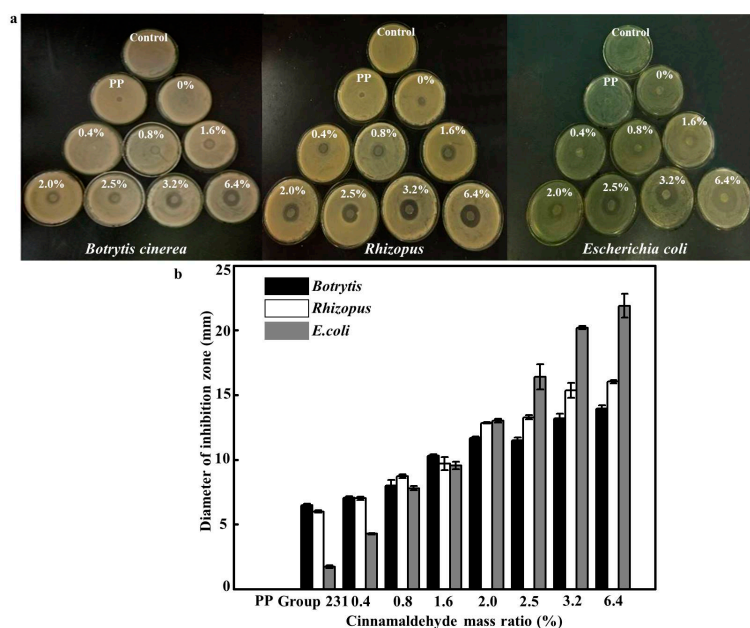 a
Control
PP
0%
0.4%
0.8%
1.6%
2.0%
2.5%
3.2%
6.4%
Botrytis cinerea
Control
PP
0%
0.4%
0.8%
1.6%
2.0%
2.5%
3.2%
6.4%
Rhizopus
Control
PP
0%
0.4%
0.8%
1.6%
2.0%
2.5%
3.2%
6.4%
Escherichia coli
b
Diameter of inhibition zone (mm)
25
20
15
10
5
0
Botrytis
Rhizopus
E.coli
PP Group 231 0.4 0.8 1.6 2.0 2.5 3.2 6.4
Cinnamaldehyde mass ratio (%)